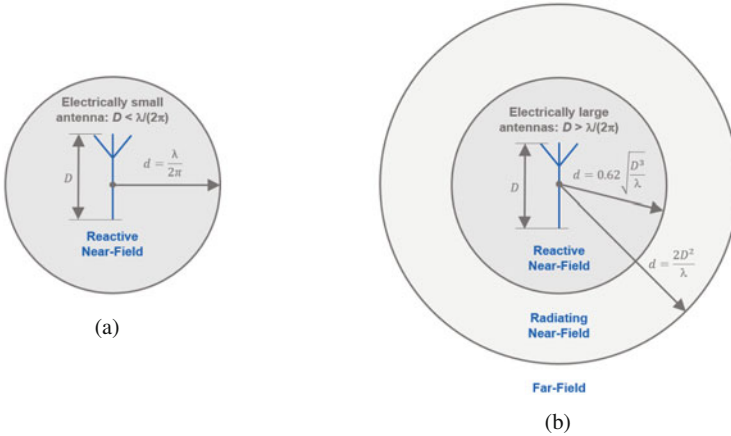 Electrically small
antenna: D < λ/(2π)
D
d = λ/2π
Reactive
Near-Field
(a)
Electrically large
antennas: D > λ/(2π)
D
d = 0.62 √(D³/λ)
Reactive
Near-Field
d = 2D²/λ
Radiating
Near-Field
Far-Field
(b)